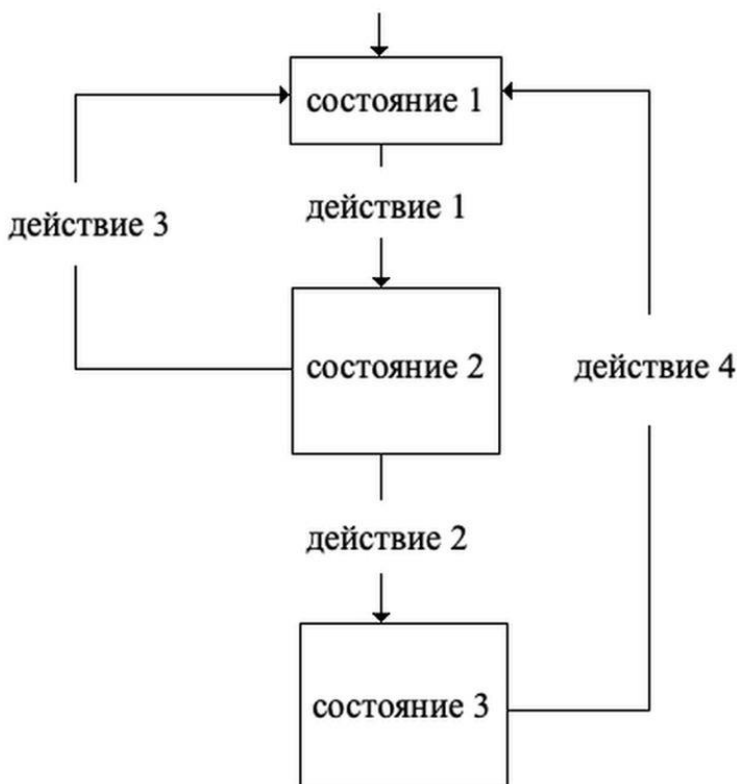 состояние 1
действие 1
действие 3
состояние 2
действие 4
действие 2
состояние 3